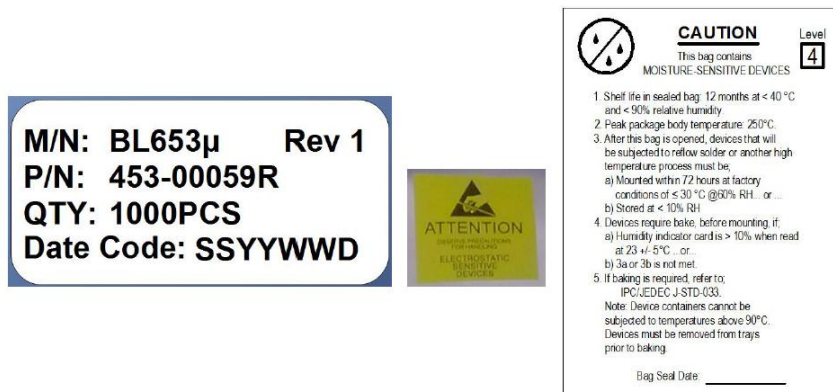 M/N: BL653µ Rev 1
P/N: 453-00059R
QTY: 1000PCS
Date Code: SSYYWWD
ATTENTION
OBSERVE PRECAUTIONS
FOR HANDLING
ELECTROSTATIC
SENSITIVE
DEVICES
CAUTION
This bag contains
MOISTURE-SENSITIVE DEVICES
Level
4
1. Shelf life in sealed bag: 12 months at < 40 °C
and < 90% relative humidity.
2. Peak package body temperature: 250°C.
3. After this bag is opened, devices that will
be subjected to reflow solder or another high
temperature process must be;
a) Mounted within 72 hours at factory
conditions of ≤ 30 °C @60% RH... or ...
b) Stored at < 10% RH
4. Devices require bake, before mounting, if;
a) Humidity indicator card is > 10% when read
at 23 +/- 5°C ...or...
b) 3a or 3b is not met.
5. If baking is required, refer to;
IPC/JEDEC J-STD-033.
Note: Device containers cannot be
subjected to temperatures above 90°C.
Devices must be removed from trays
prior to baking.
Bag Seal Date: